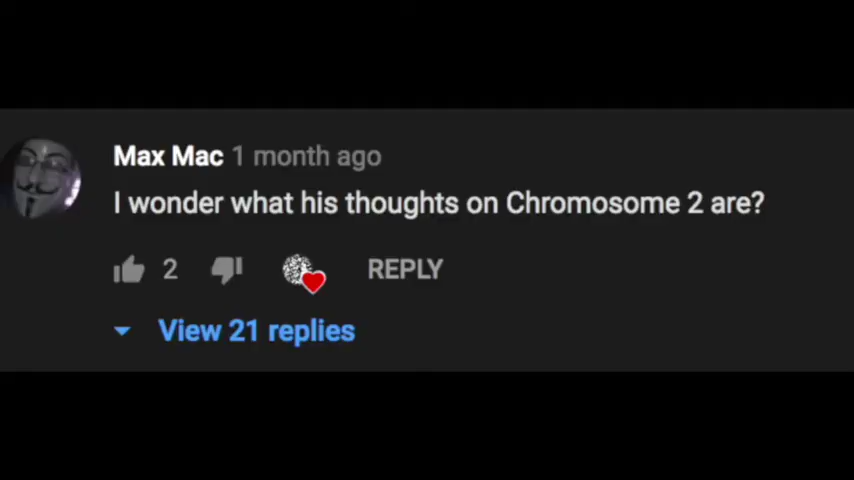 Max Mac 1 month ago
I wonder what his thoughts on Chromosome 2 are?
2 REPLY
View 21 replies